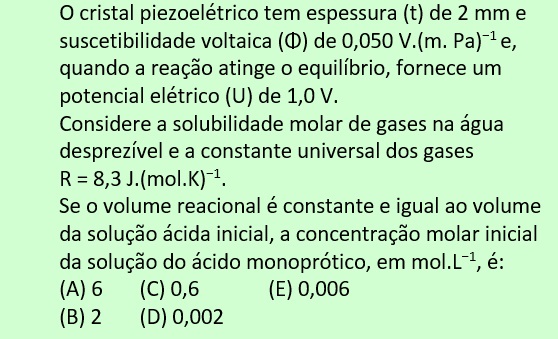 O cristal piezoelétrico tem espessura (t) de 2 mm e
suscetibilidade voltaica (Φ) de 0,050 V.(m. Pa)⁻¹ e,
quando a reação atinge o equilíbrio, fornece um
potencial elétrico (U) de 1,0 V.
Considere a solubilidade molar de gases na água
desprezível e a constante universal dos gases
R = 8,3 J.(mol.K)⁻¹.
Se o volume reacional é constante e igual ao volume
da solução ácida inicial, a concentração molar inicial
da solução do ácido monoprótico, em mol.L⁻¹, é:
(A) 6 (C) 0,6 (E) 0,006
(B) 2 (D) 0,002